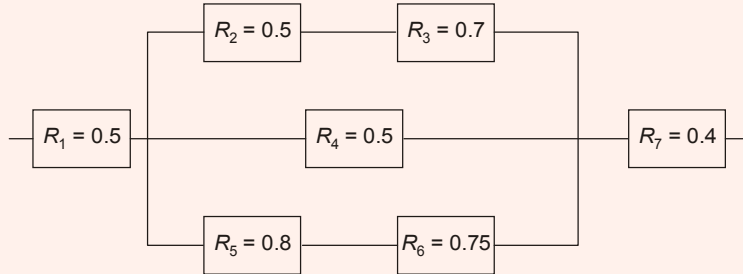 R2 = 0.5
R3 = 0.7
R1 = 0.5
R4 = 0.5
R7 = 0.4
R5 = 0.8
R6 = 0.75